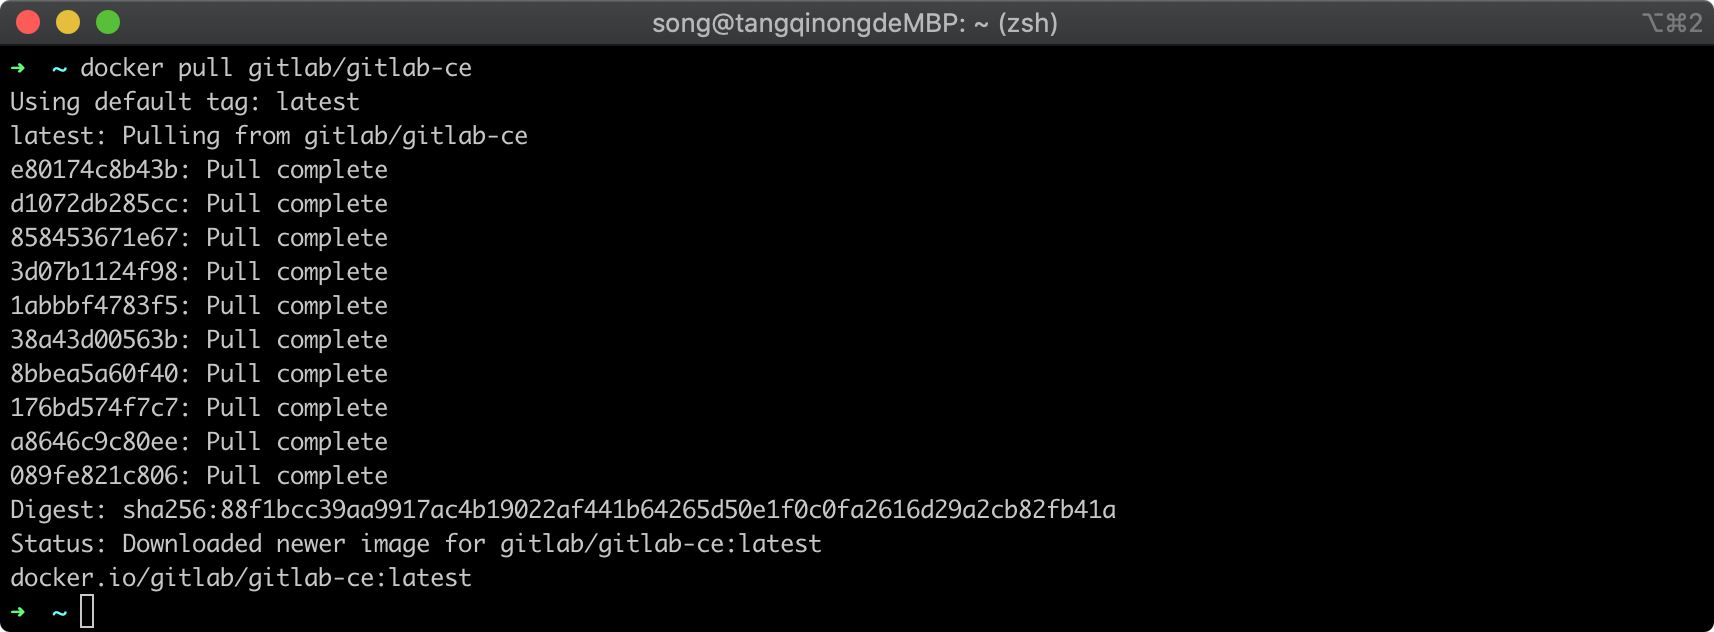 song@tangqinongdeMBP: ~ (zsh)
⌥⌘2
➜  ~ docker pull gitlab/gitlab-ce
Using default tag: latest
latest: Pulling from gitlab/gitlab-ce
e80174c8b43b: Pull complete
d1072db285cc: Pull complete
858453671e67: Pull complete
3d07b1124f98: Pull complete
1abbbf4783f5: Pull complete
38a43d00563b: Pull complete
8bbea5a60f40: Pull complete
176bd574f7c7: Pull complete
a8646c9c80ee: Pull complete
089fe821c806: Pull complete
Digest: sha256:88f1bcc39aa9917ac4b19022af441b64265d50e1f0c0fa2616d29a2cb82fb41a
Status: Downloaded newer image for gitlab/gitlab-ce:latest
docker.io/gitlab/gitlab-ce:latest
➜  ~